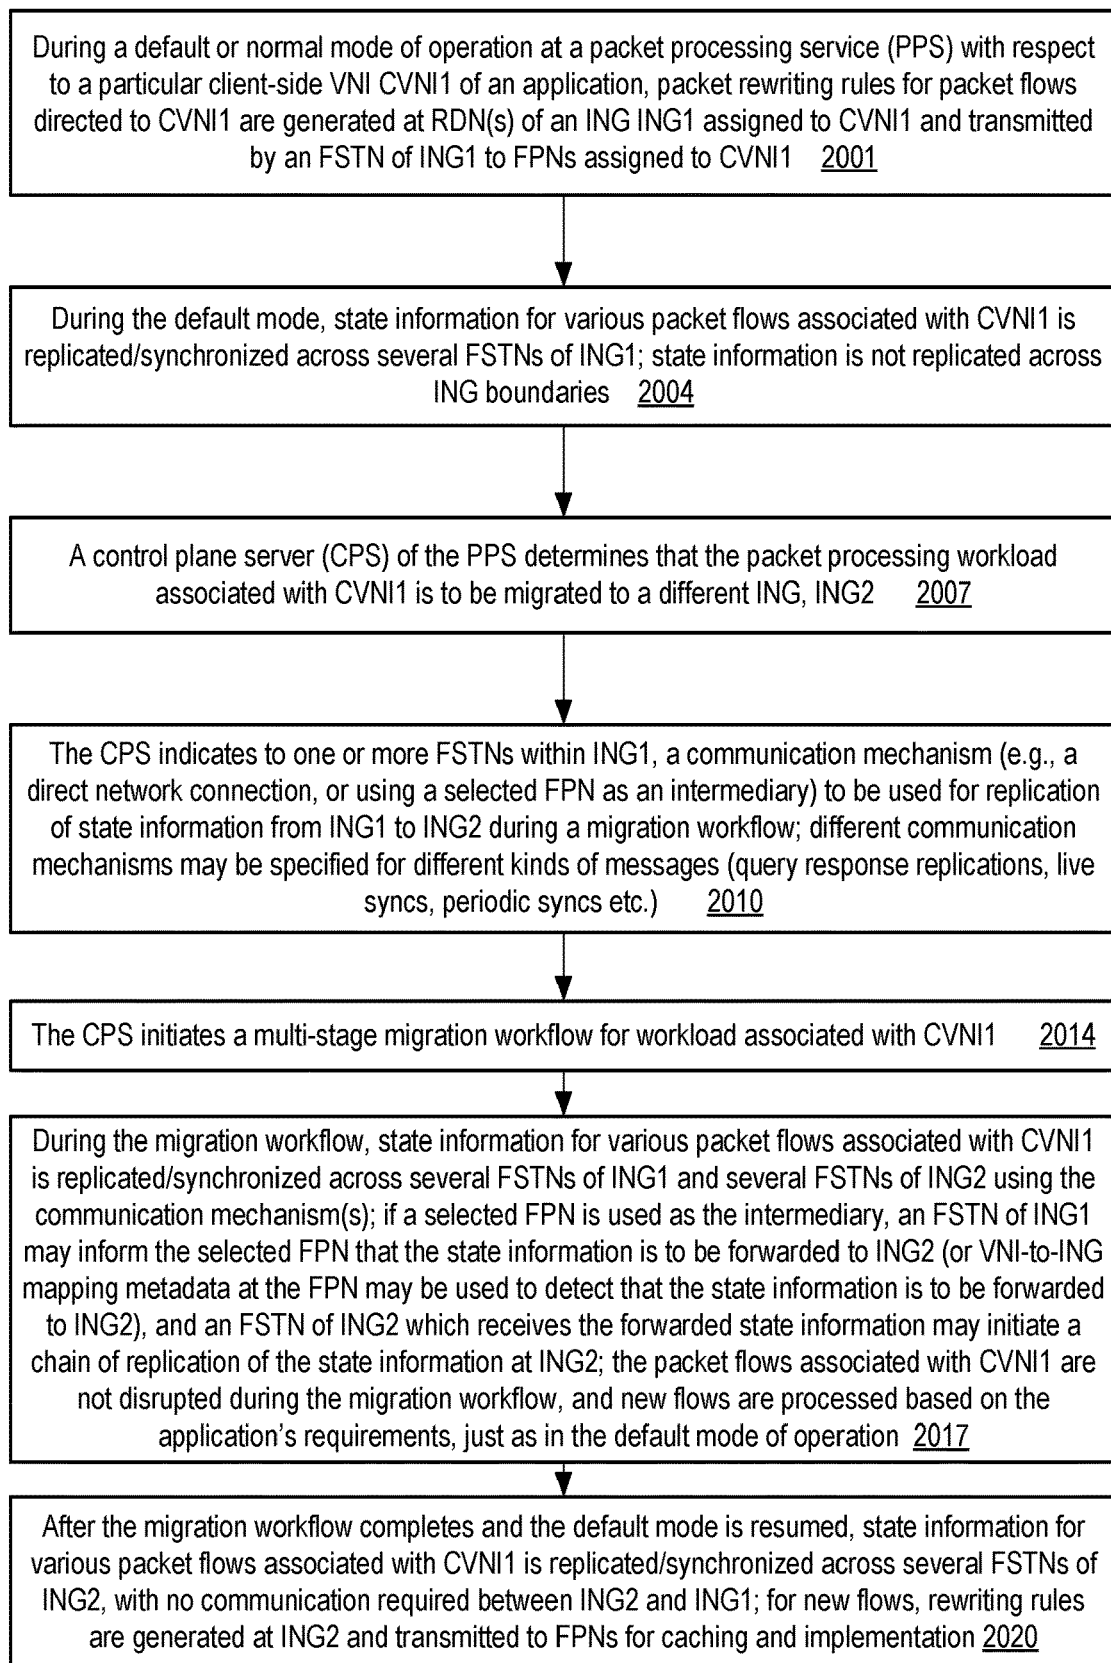 During a default or normal mode of operation at a packet processing service (PPS) with respect
to a particular client-side VNI CVNI1 of an application, packet rewriting rules for packet flows
directed to CVNI1 are generated at RDN(s) of an ING ING1 assigned to CVNI1 and transmitted
by an FSTN of ING1 to FPNs assigned to CVNI1 2001
During the default mode, state information for various packet flows associated with CVNI1 is
replicated/synchronized across several FSTNs of ING1; state information is not replicated across
ING boundaries 2004
A control plane server (CPS) of the PPS determines that the packet processing workload
associated with CVNI1 is to be migrated to a different ING, ING2 2007
The CPS indicates to one or more FSTNs within ING1, a communication mechanism (e.g., a
direct network connection, or using a selected FPN as an intermediary) to be used for replication
of state information from ING1 to ING2 during a migration workflow; different communication
mechanisms may be specified for different kinds of messages (query response replications, live
syncs, periodic syncs etc.) 2010
The CPS initiates a multi-stage migration workflow for workload associated with CVNI1 2014
During the migration workflow, state information for various packet flows associated with CVNI1
is replicated/synchronized across several FSTNs of ING1 and several FSTNs of ING2 using the
communication mechanism(s); if a selected FPN is used as the intermediary, an FSTN of ING1
may inform the selected FPN that the state information is to be forwarded to ING2 (or VNI-to-ING
mapping metadata at the FPN may be used to detect that the state information is to be forwarded
to ING2), and an FSTN of ING2 which receives the forwarded state information may initiate a
chain of replication of the state information at ING2; the packet flows associated with CVNI1 are
not disrupted during the migration workflow, and new flows are processed based on the
application's requirements, just as in the default mode of operation 2017
After the migration workflow completes and the default mode is resumed, state information for
various packet flows associated with CVNI1 is replicated/synchronized across several FSTNs of
ING2, with no communication required between ING2 and ING1; for new flows, rewriting rules
are generated at ING2 and transmitted to FPNs for caching and implementation 2020